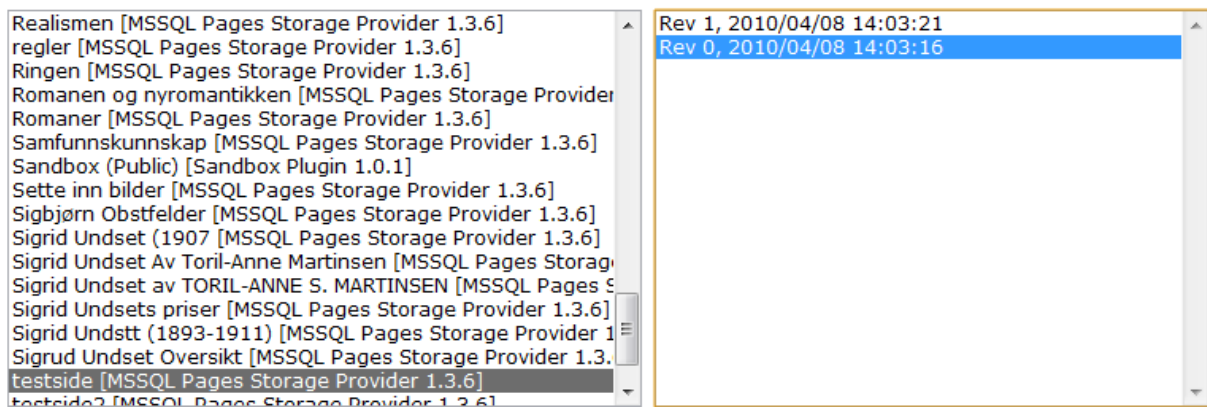 Realismen [MSSQL Pages Storage Provider 1.3.6]
regler [MSSQL Pages Storage Provider 1.3.6]
Ringen [MSSQL Pages Storage Provider 1.3.6]
Romanen og nyromantikken [MSSQL Pages Storage Provider
Romaner [MSSQL Pages Storage Provider 1.3.6]
Samfunnskunnskap [MSSQL Pages Storage Provider 1.3.6]
Sandbox (Public) [Sandbox Plugin 1.0.1]
Sette inn bilder [MSSQL Pages Storage Provider 1.3.6]
Sigbjørn Obstfelder [MSSQL Pages Storage Provider 1.3.6]
Sigrid Undset (1907 [MSSQL Pages Storage Provider 1.3.6]
Sigrid Undset Av Toril-Anne Martinsen [MSSQL Pages Storag
Sigrid Undset av TORIL-ANNE S. MARTINSEN [MSSQL Pages S
Sigrid Undsets priser [MSSQL Pages Storage Provider 1.3.6]
Sigrid Undstt (1893-1911) [MSSQL Pages Storage Provider 1
Sigrud Undset Oversikt [MSSQL Pages Storage Provider 1.3.
testside [MSSQL Pages Storage Provider 1.3.6]
testside2 [MSSQL Pages Storage Provider 1.3.6]
Rev 1, 2010/04/08 14:03:21
Rev 0, 2010/04/08 14:03:16